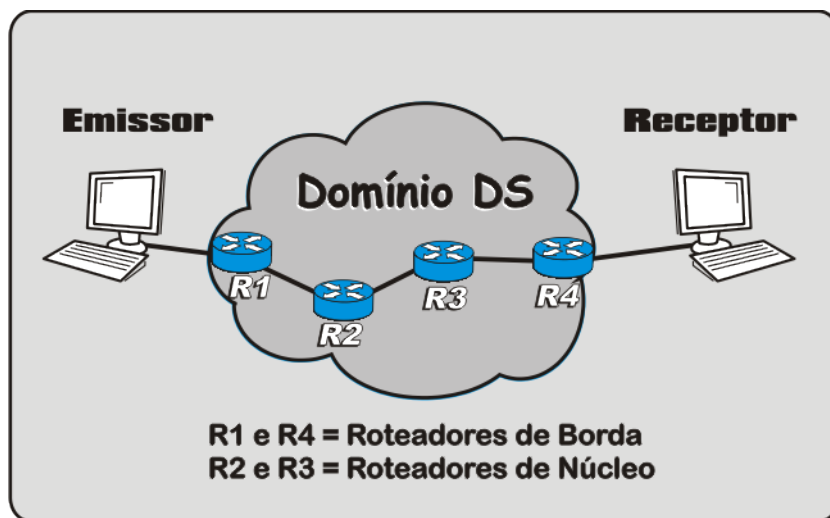 Emissor
Receptor
Domínio DS
R1
R2
R3
R4
R1 e R4 = Roteadores de Borda
R2 e R3 = Roteadores de Núcleo